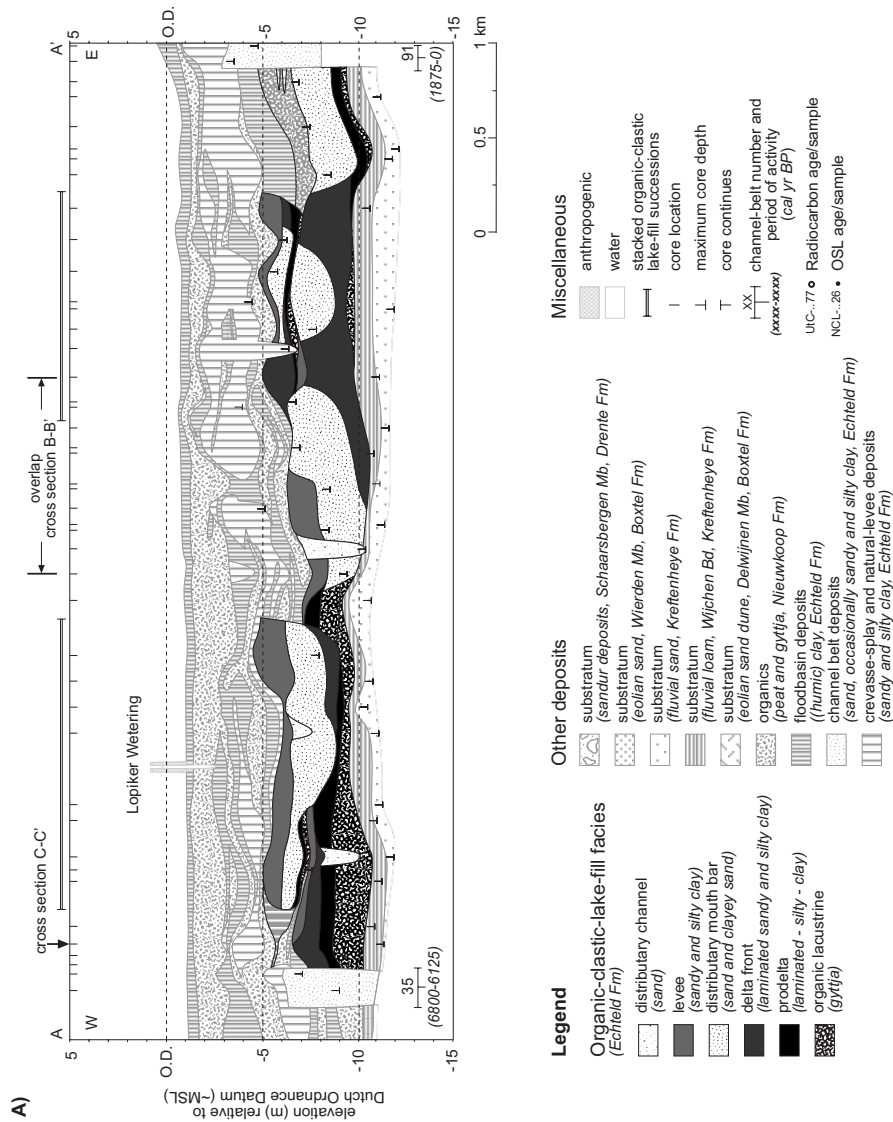 A)
cross section C-C'
overlap
cross section B-B'
A
W
A'
E
Lopiker Wetering
elevation (m) relative to
Dutch Ordnance Datum (~MSL)
5
O.D.
-5
-10
-15
5
O.D.
-5
-10
-15
35
(6800-6125)
91
(1875-0)
0
0.5
1 km
Legend
Organic-clastic-lake-fill facies
(Echteld Fm)
distributary channel
(sand)
levee
(sandy and silty clay)
distributary mouth bar
(sand and clayey sand)
delta front
(laminated sandy and silty clay)
prodelta
(laminated - silty - clay)
organic lacustrine
(gyttja)
Other deposits
substratum
(sandur deposits, Schaarsbergen Mb, Drente Fm)
substratum
(eolian sand, Wierden Mb, Boxtel Fm)
substratum
(fluvial sand, Kreftenheye Fm)
substratum
(fluvial loam, Wijchen Bd, Kreftenheye Fm)
substratum
(eolian sand dune, Delwijnen Mb, Boxtel Fm)
organics
(peat and gyttja, Nieuwkoop Fm)
floodbasin deposits
((humic) clay, Echteld Fm)
channel belt deposits
(sand, occasionally sandy and silty clay, Echteld Fm)
crevasse-splay and natural-levee deposits
(sandy and silty clay, Echteld Fm)
Miscellaneous
anthropogenic
water
stacked organic-clastic
lake-fill successions
core location
maximum core depth
core continues
XX
(xxxx-xxxx)
channel-belt number and
period of activity
(cal yr BP)
UtC-..77 Radiocarbon age/sample
NCL-..26 OSL age/sample